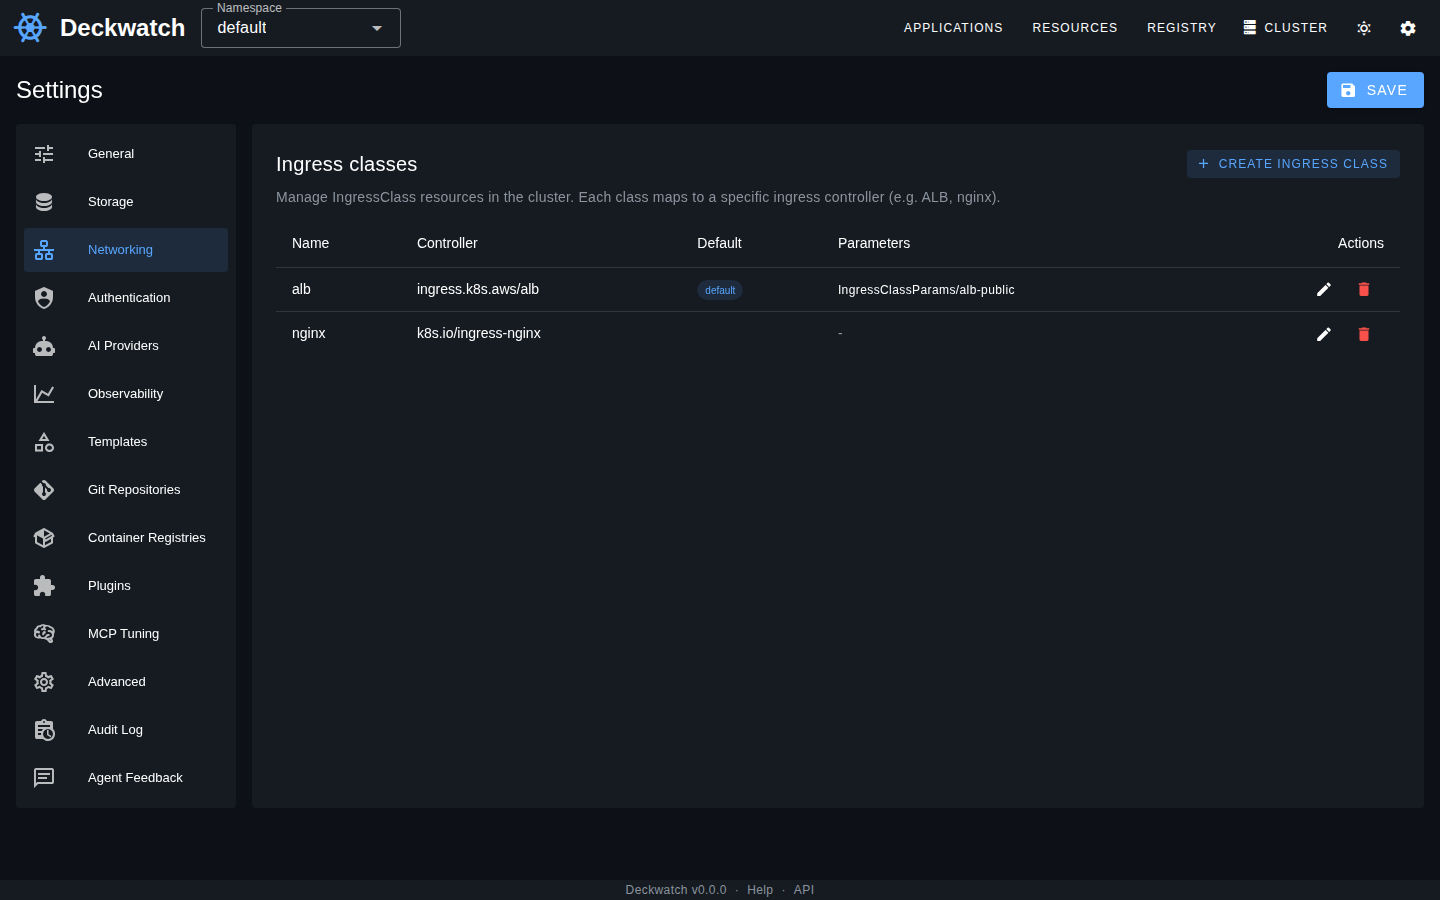 Deckwatch
Namespace
default
APPLICATIONS
RESOURCES
REGISTRY
CLUSTER
Settings
SAVE
General
Storage
Networking
Authentication
AI Providers
Observability
Templates
Git Repositories
Container Registries
Plugins
MCP Tuning
Advanced
Audit Log
Agent Feedback
Ingress classes
CREATE INGRESS CLASS
Manage IngressClass resources in the cluster. Each class maps to a specific ingress controller (e.g. ALB, nginx).
Name Controller Default Parameters Actions
alb ingress.k8s.aws/alb default IngressClassParams/alb-public
nginx k8s.io/ingress-nginx -
Deckwatch v0.0.0 · Help · API